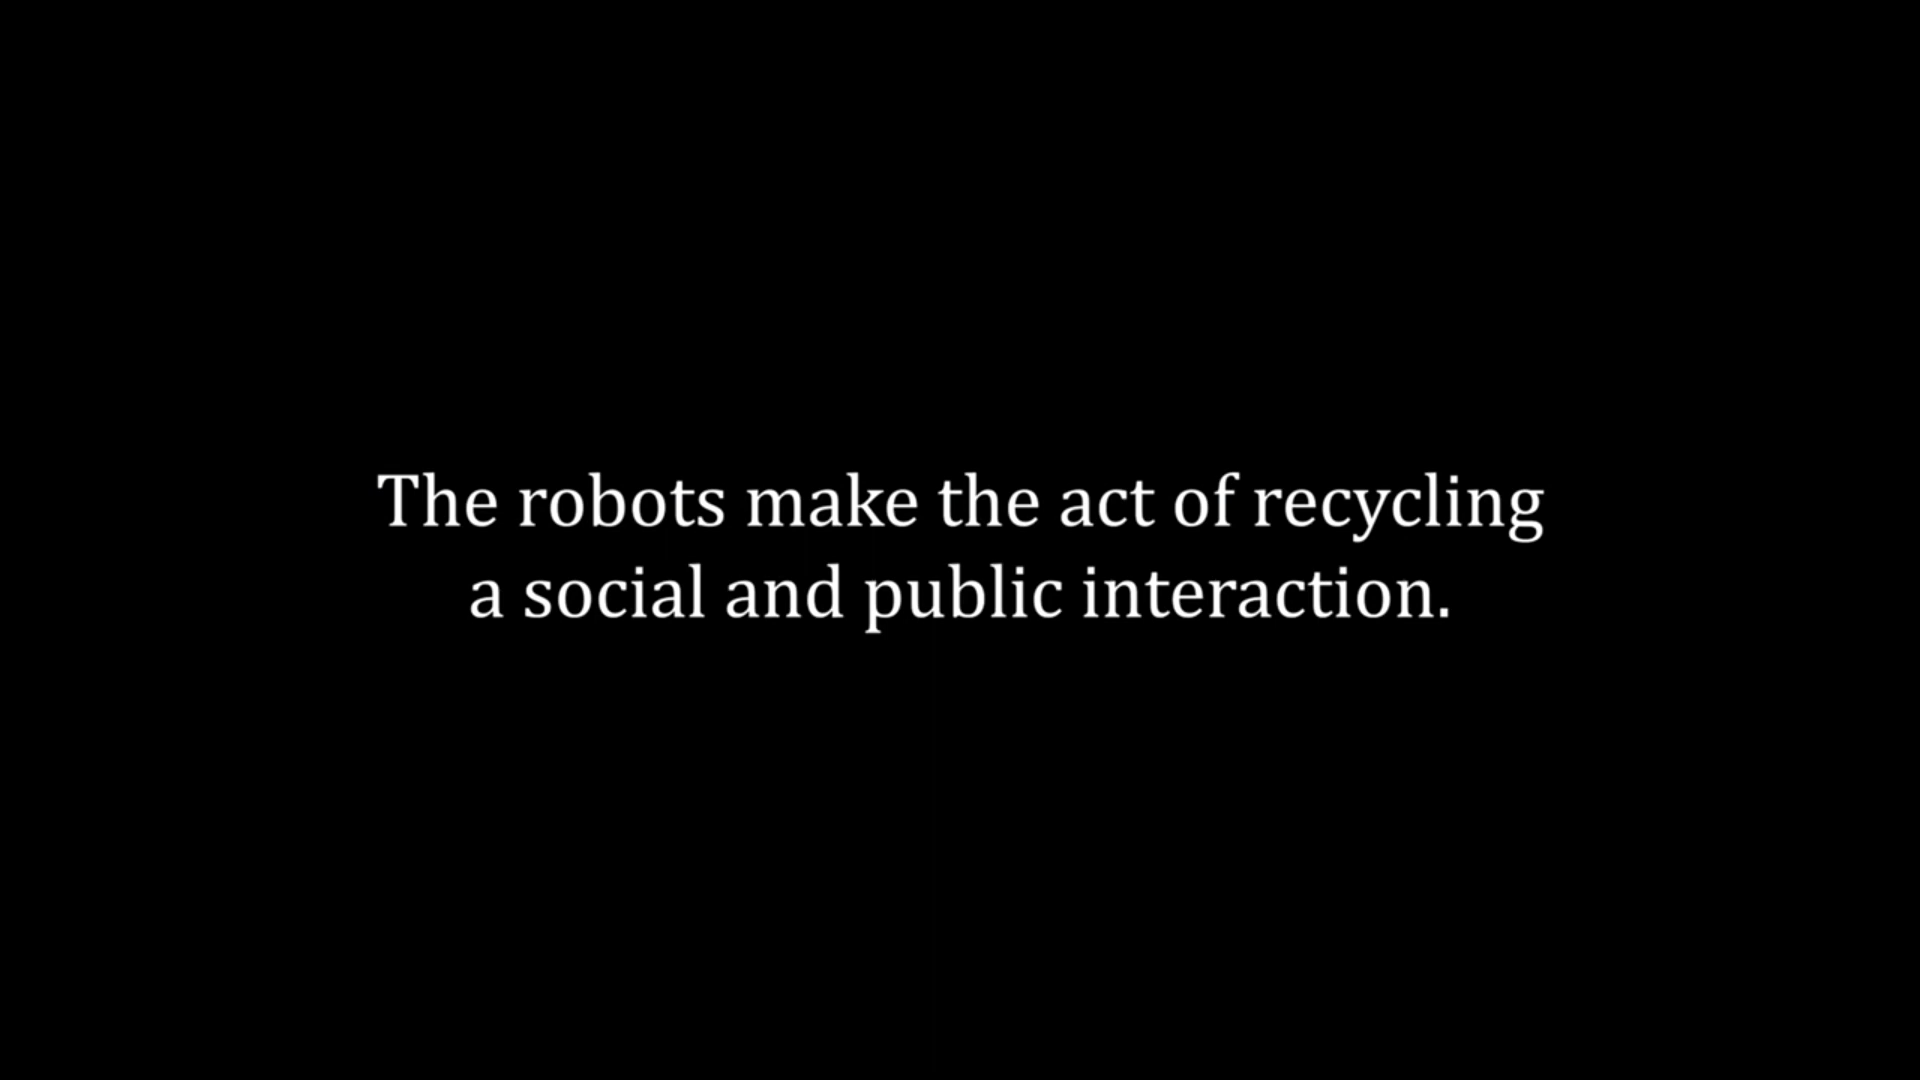 The robots make the act of recycling
a social and public interaction.